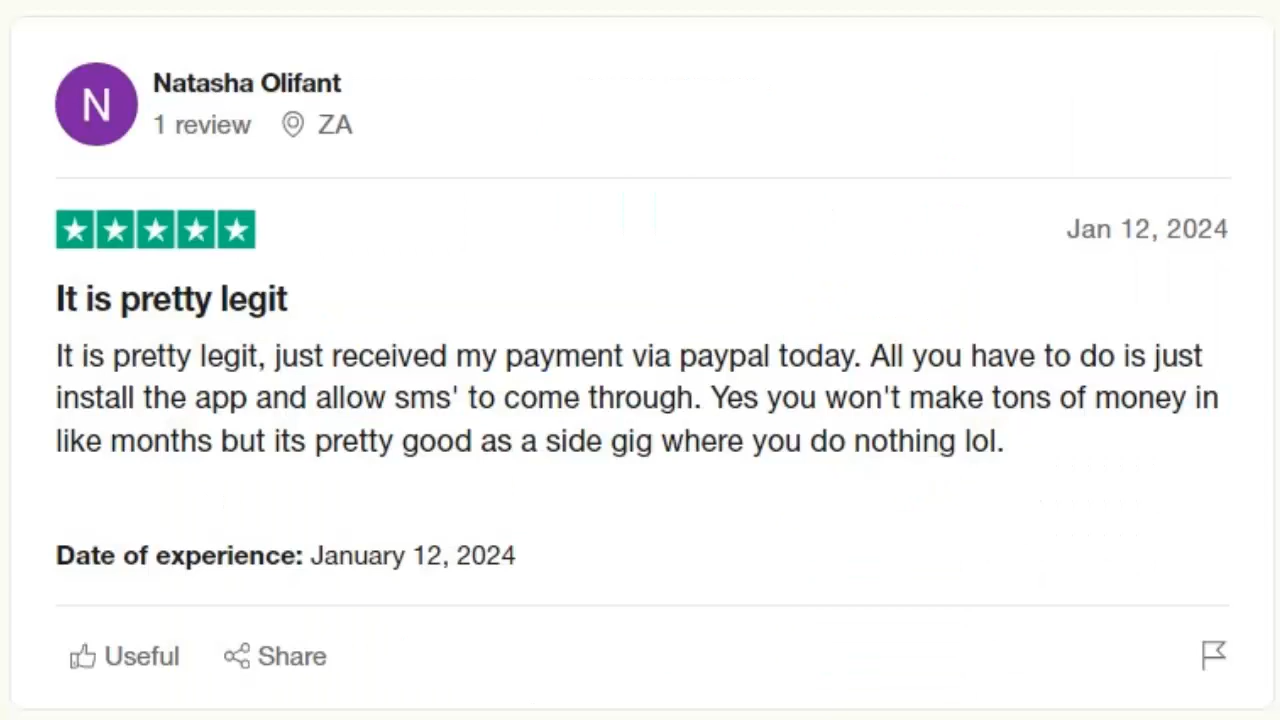 N
Natasha Olifant
1 review ZA
Jan 12, 2024
It is pretty legit
It is pretty legit, just received my payment via paypal today. All you have to do is just
install the app and allow sms' to come through. Yes you won't make tons of money in
like months but its pretty good as a side gig where you do nothing lol.
Date of experience: January 12, 2024
Useful Share